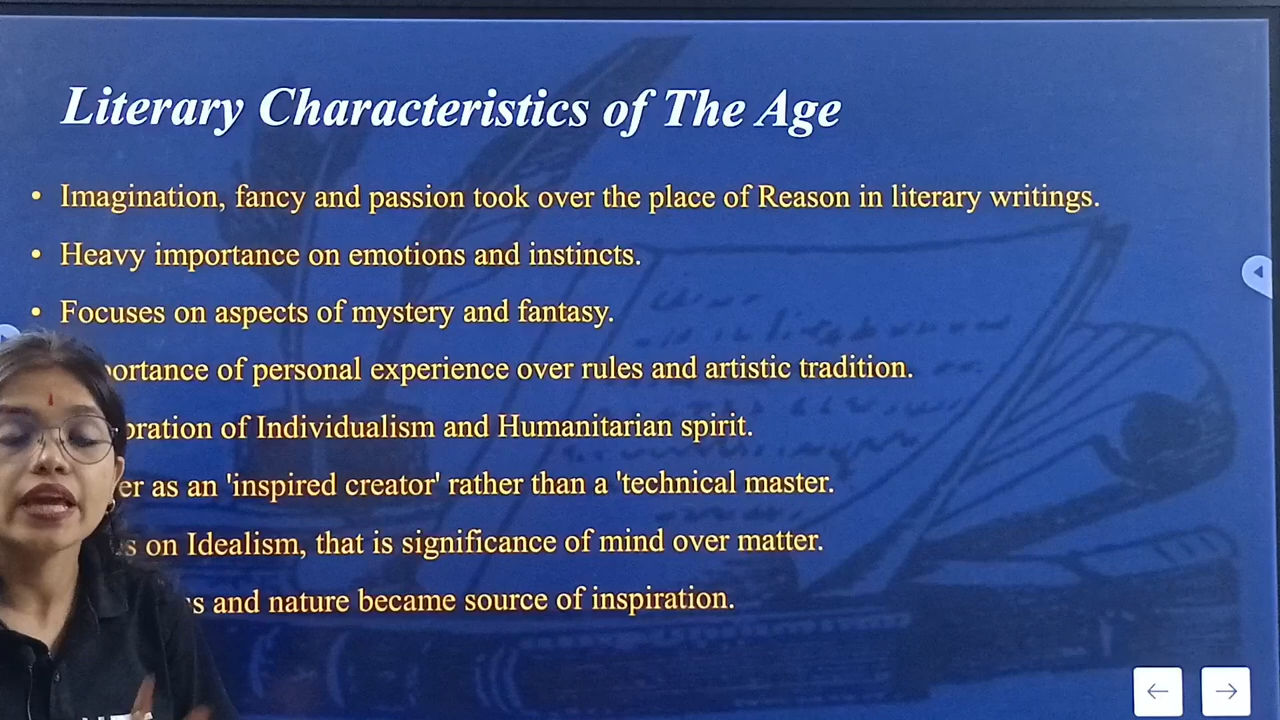 Literary Characteristics of The Age
• Imagination, fancy and passion took over the place of Reason in literary writings.
• Heavy importance on emotions and instincts.
• Focuses on aspects of mystery and fantasy.
of personal experience over rules and artistic tradition.
of Individualism and Humanitarian spirit.
as an 'inspired creator' rather than a 'technical master.
on Idealism, that is significance of mind over matter.
and nature became source of inspiration.